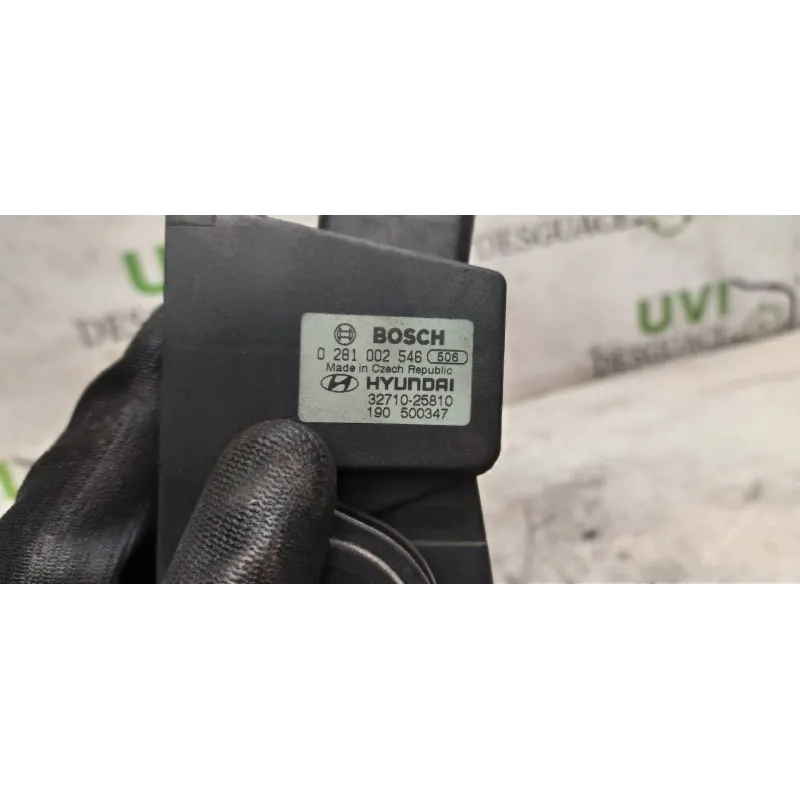 UVI
DESGUACE
UVI
DESGUACE
BOSCH
0 281 002 546 506
Made in Czech Republic
HYUNDAI
32710-25810
190 500347